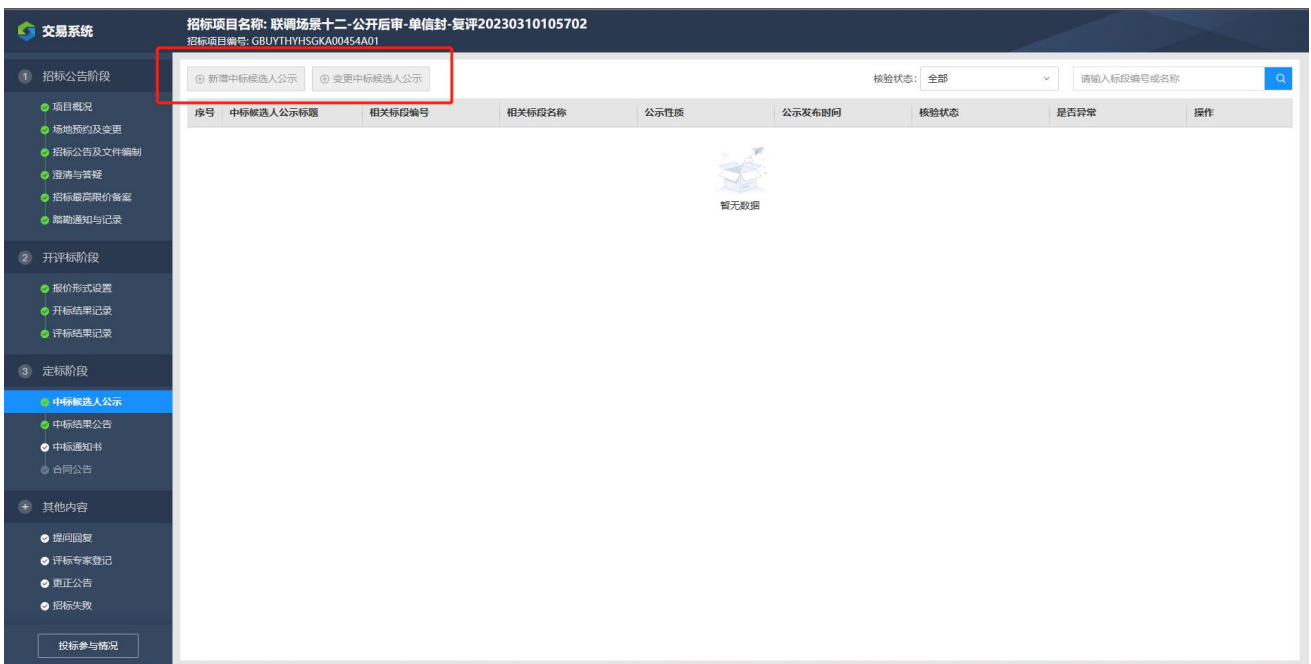 交易系统
招标项目名称: 联调场景十二-公开后审-单信封-复评20230310105702
招标项目编号: GBUYTHYHSGKA00454A01
1 招标公告阶段
项目概况
场地预约及变更
招标公告及文件编制
澄清与答疑
招标最高限价备案
踏勘通知与记录
2 开评标阶段
报价形式设置
开标结果记录
评标结果记录
3 定标阶段
中标候选人公示
中标结果公告
中标通知书
合同公告
其他内容
提问回复
评标专家登记
更正公告
招标失败
投标参与情况
新增中标候选人公示 变更中标候选人公示 核验状态: 全部 请输入标段编号或名称
序号 中标候选人公示标题 相关标段编号 相关标段名称 公示性质 公示发布时间 核验状态 是否异常 操作
暂无数据